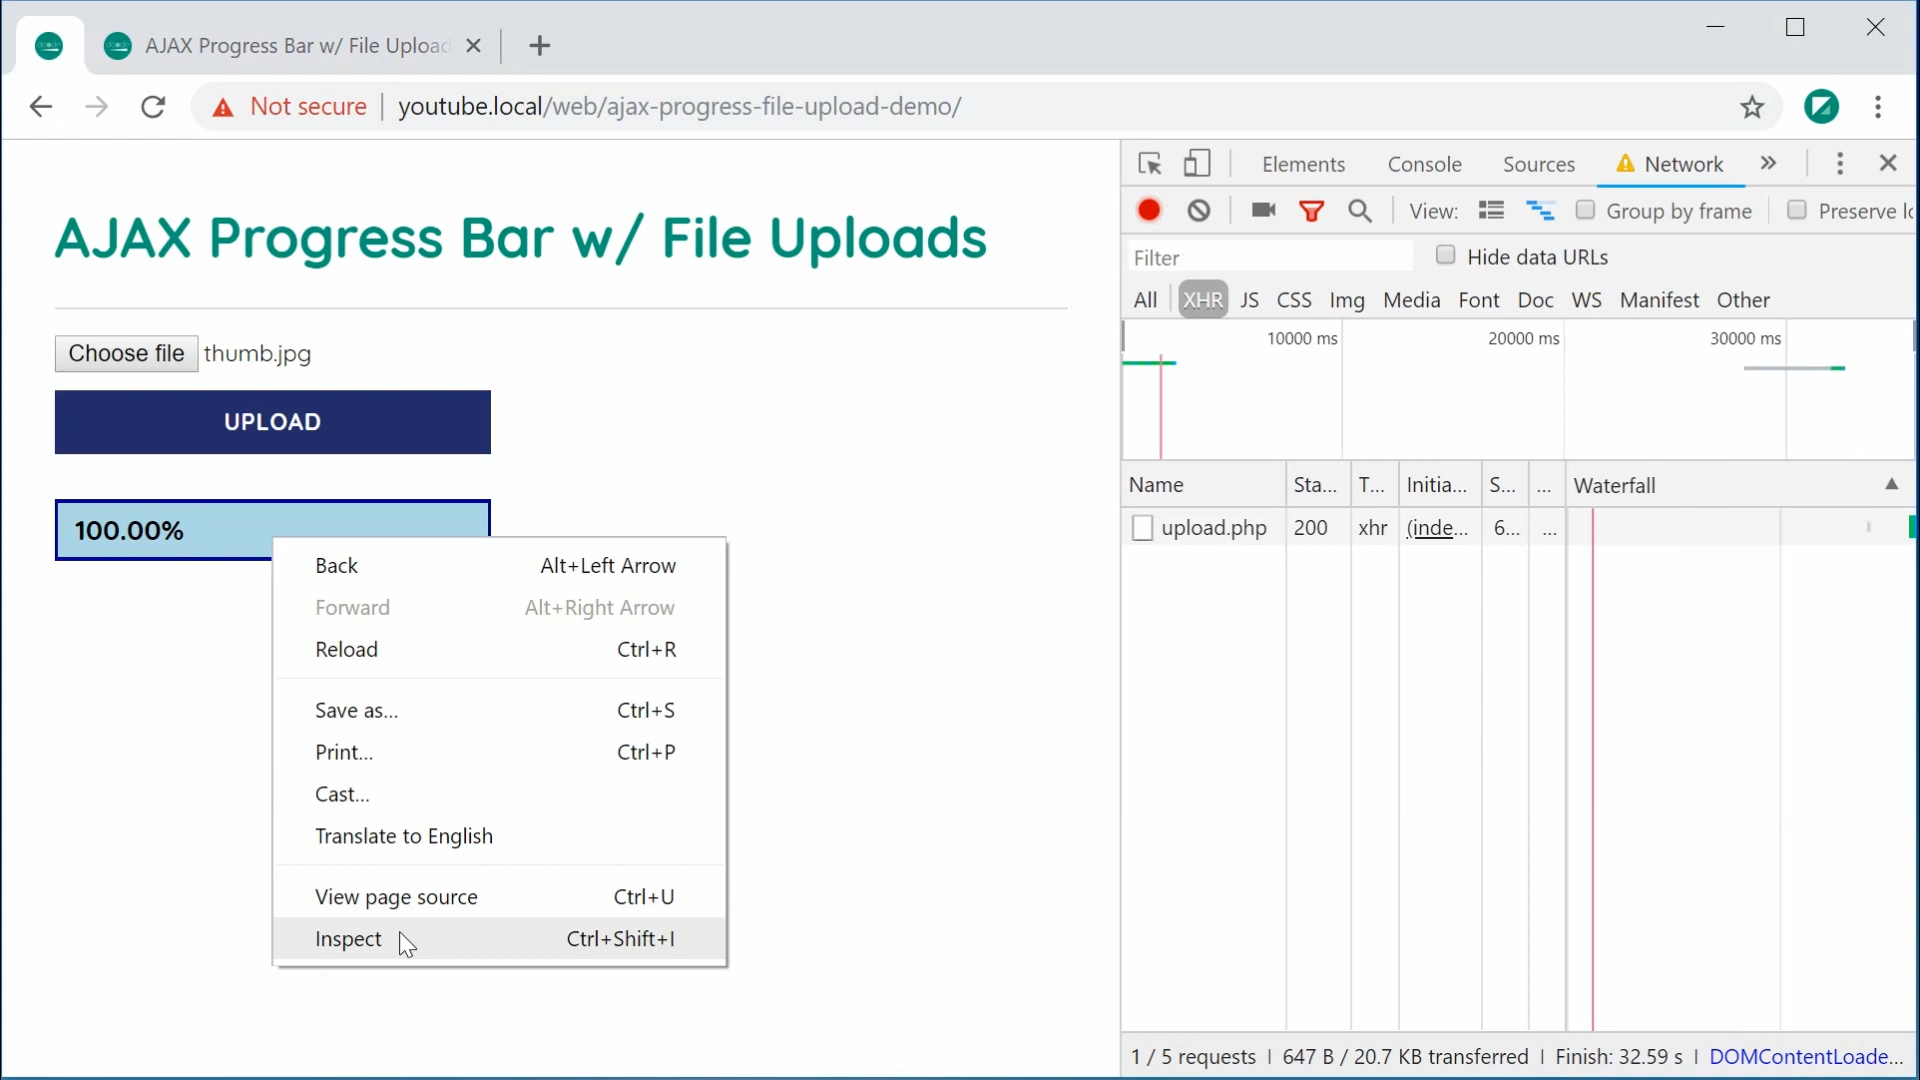 AJAX Progress Bar w/ File Upload
Not secure | youtube.local/web/ajax-progress-file-upload-demo/
AJAX Progress Bar w/ File Uploads
Choose file thumb.jpg
UPLOAD
100.00%
Back Alt+Left Arrow
Forward Alt+Right Arrow
Reload Ctrl+R
Save as... Ctrl+S
Print... Ctrl+P
Cast...
Translate to English
View page source Ctrl+U
Inspect Ctrl+Shift+I
Elements Console Sources Network
View: Group by frame Preserve lo
Filter Hide data URLs
All XHR JS CSS Img Media Font Doc WS Manifest Other
10000 ms 20000 ms 30000 ms
Name Sta... T... Initia... S... ... Waterfall
upload.php 200 xhr (inde... 6... ...
1 / 5 requests | 647 B / 20.7 KB transferred | Finish: 32.59 s | DOMContentLoade...